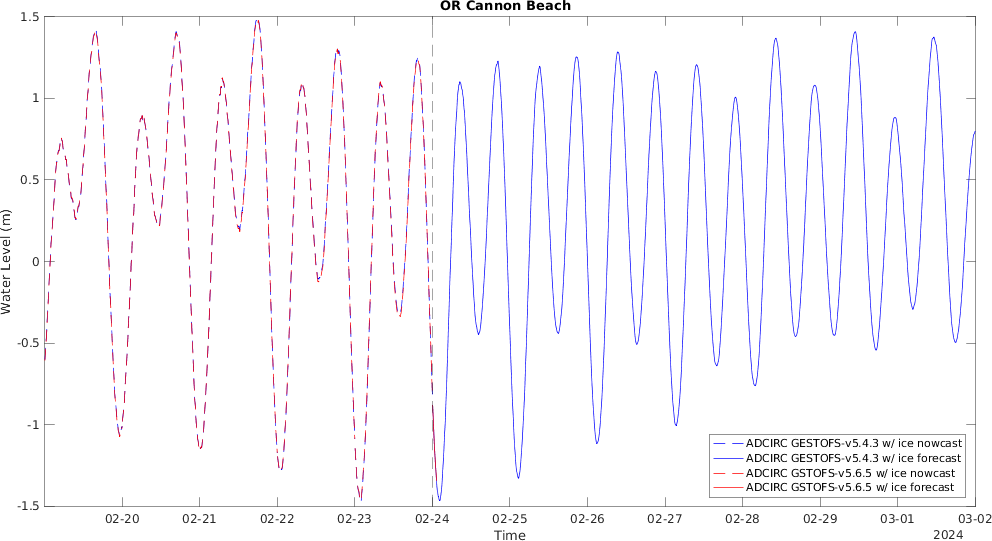 OR Cannon Beach
1.5
1
0.5
0
-0.5
-1
-1.5
Water Level (m)
02-20 02-21 02-22 02-23 02-24 02-25 02-26 02-27 02-28 02-29 03-01 03-02
Time
2024
ADCIRC GESTOFS-v5.4.3 w/ ice nowcast
ADCIRC GESTOFS-v5.4.3 w/ ice forecast
ADCIRC GSTOFS-v5.6.5 w/ ice nowcast
ADCIRC GSTOFS-v5.6.5 w/ ice forecast